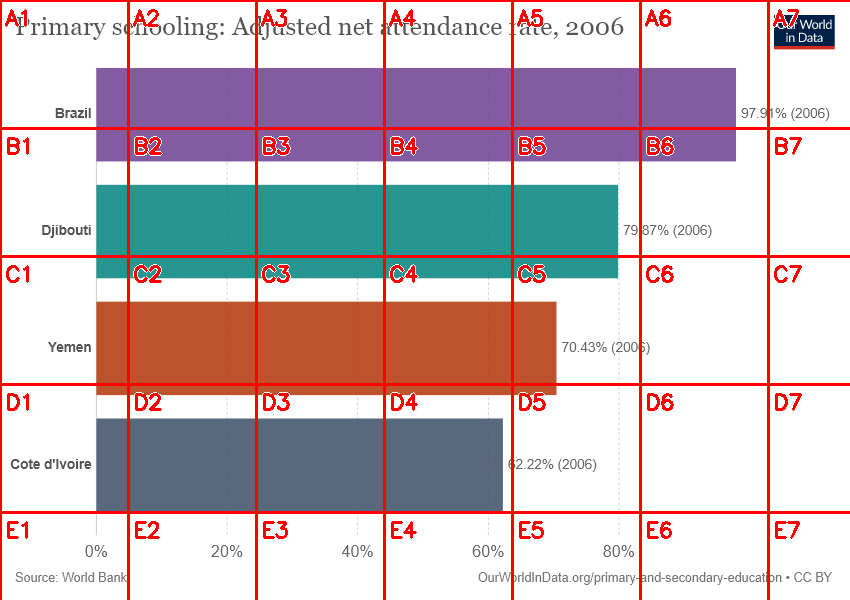 Primary schooling: Adjusted net attendance rate, 2006
Our World
in Data
Brazil
97.91% (2006)
Djibouti
79.87% (2006)
Yemen
70.43% (2006)
Cote d'Ivoire
62.22% (2006)
0% 20% 40% 60% 80%
Source: World Bank
OurWorldInData.org/primary-and-secondary-education • CC BY
A1 A2 A3 A4 A5 A6 A7
B1 B2 B3 B4 B5 B6 B7
C1 C2 C3 C4 C5 C6 C7
D1 D2 D3 D4 D5 D6 D7
E1 E2 E3 E4 E5 E6 E7